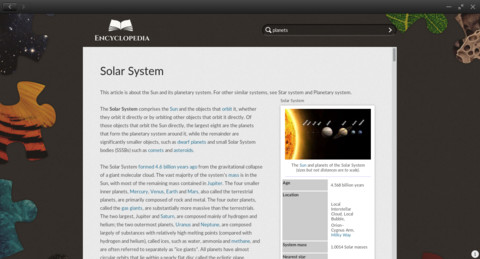 ENCYCLOPEDIA
planets
Solar System
This article is about the Sun and its planetary system. For other similar systems, see Star system and Planetary system.
The Solar System comprises the Sun and the objects that orbit it, whether
they orbit it directly or by orbiting other objects that orbit it directly. Of
those objects that orbit the Sun directly, the largest eight are the planets
that form the planetary system around it, while the remainder are
significantly smaller objects, such as dwarf planets and small Solar System
bodies (SSSBs) such as comets and asteroids.
The Solar System formed 4.6 billion years ago from the gravitational collapse
of a giant molecular cloud. The vast majority of the system's mass is in the
Sun, with most of the remaining mass contained in Jupiter. The four smaller
inner planets, Mercury, Venus, Earth and Mars, also called the terrestrial
planets, are primarily composed of rock and metal. The four outer planets,
called the gas giants, are substantially more massive than the terrestrials.
The two largest, Jupiter and Saturn, are composed mainly of hydrogen and
helium; the two outermost planets, Uranus and Neptune, are composed
largely of substances with relatively high melting points (compared with
hydrogen and helium), called ices, such as water, ammonia and methane,
and are often referred to separately as "ice giants". All planets have almost
circular orbits that lie within a nearly flat disc called the ecliptic plane.
Solar System
The Sun and planets of the Solar System
(sizes but not distances are to scale)
Age
4.568 billion years
Location
Local
Interstellar
Cloud, Local
Bubble,
Orion–
Cygnus Arm,
Milky Way
System mass
1.0014 Solar masses
Nearest star